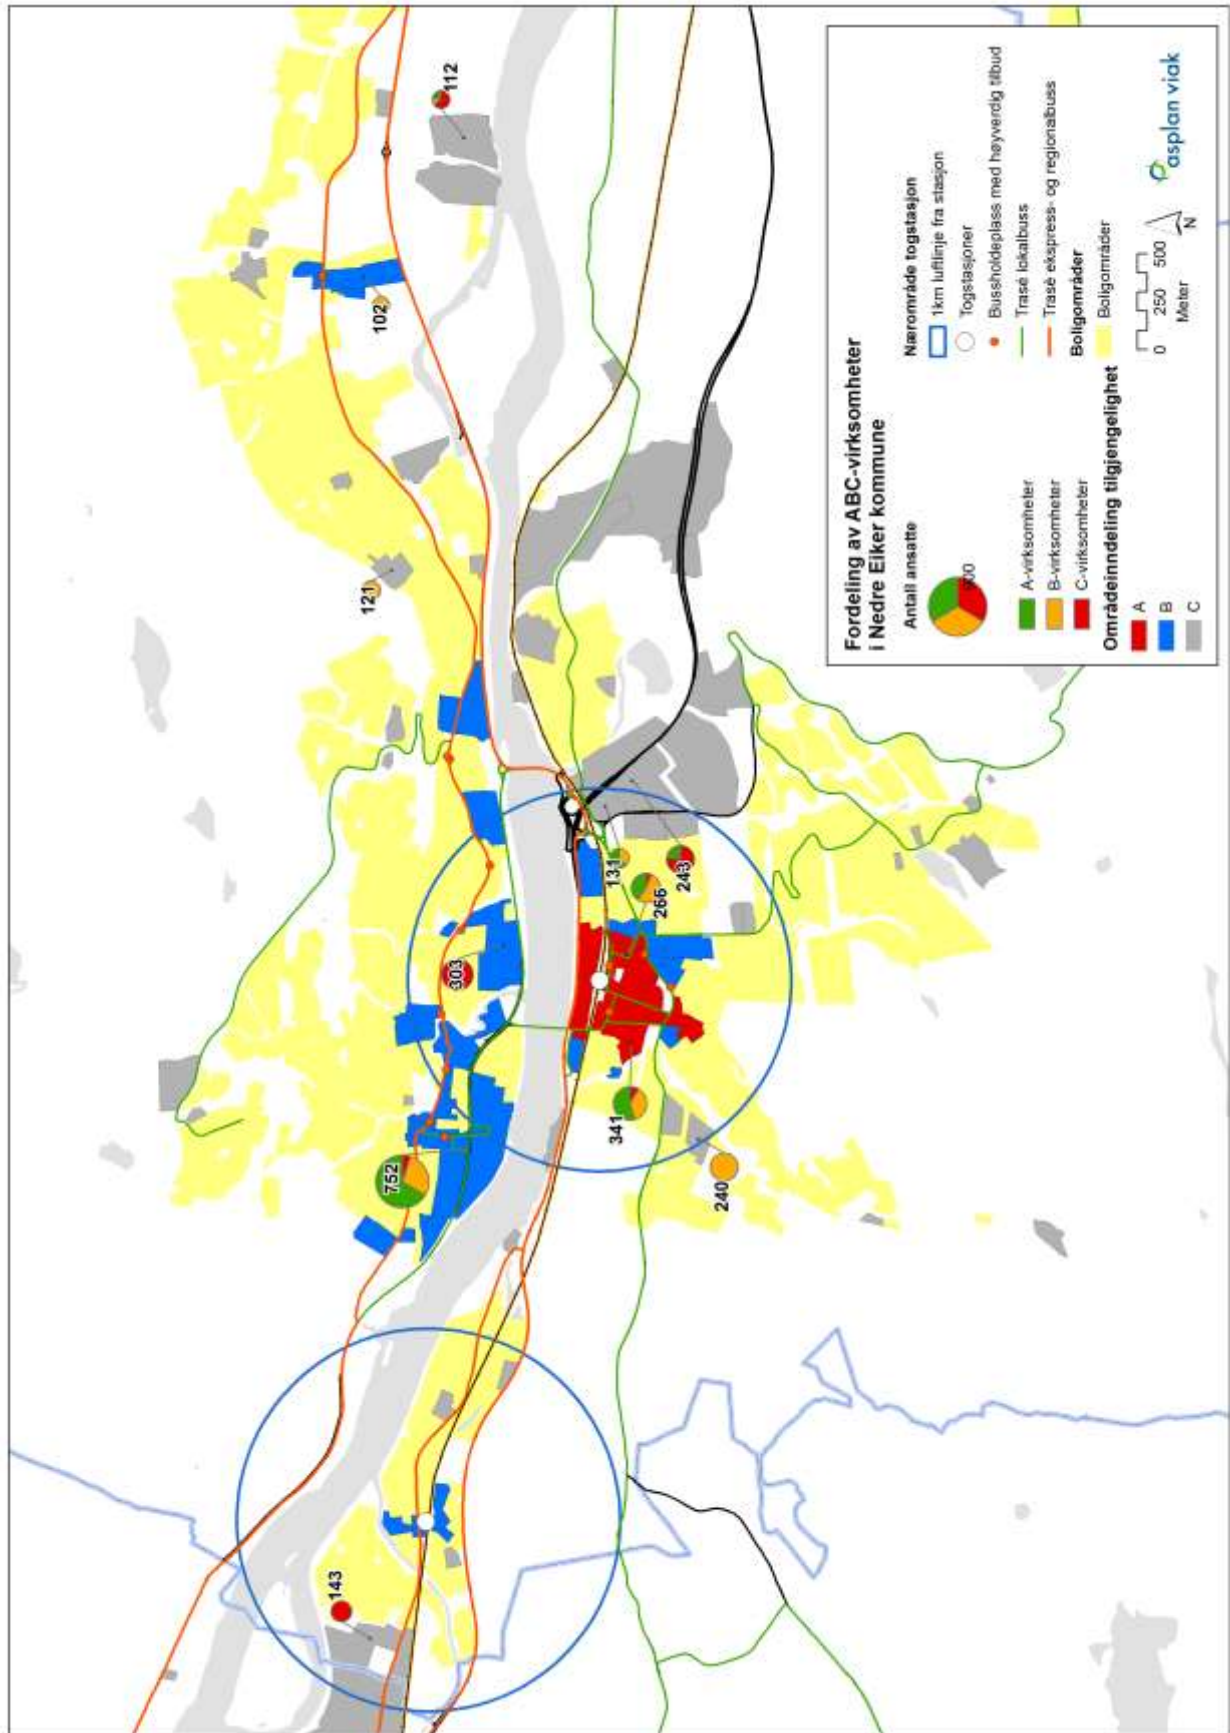 112
102
121
303
752
131
266
243
341
240
143
Fordeling av ABC-virksomheter
i Nedre Eiker kommune
Antall ansatte
900
A-virksomheter
B-virksomheter
C-virksomheter
Områdeinndeling tilgjengelighet
A
B
C
Nærområde togstasjon
1km luftlinje fra stasjon
Togstasjoner
Bussholdeplass med høyverdig tilbud
Trasé lokalbuss
Trasè ekspress- og regionalbuss
Boligområder
Boligområder
0 250 500
Meter
N
asplan viak